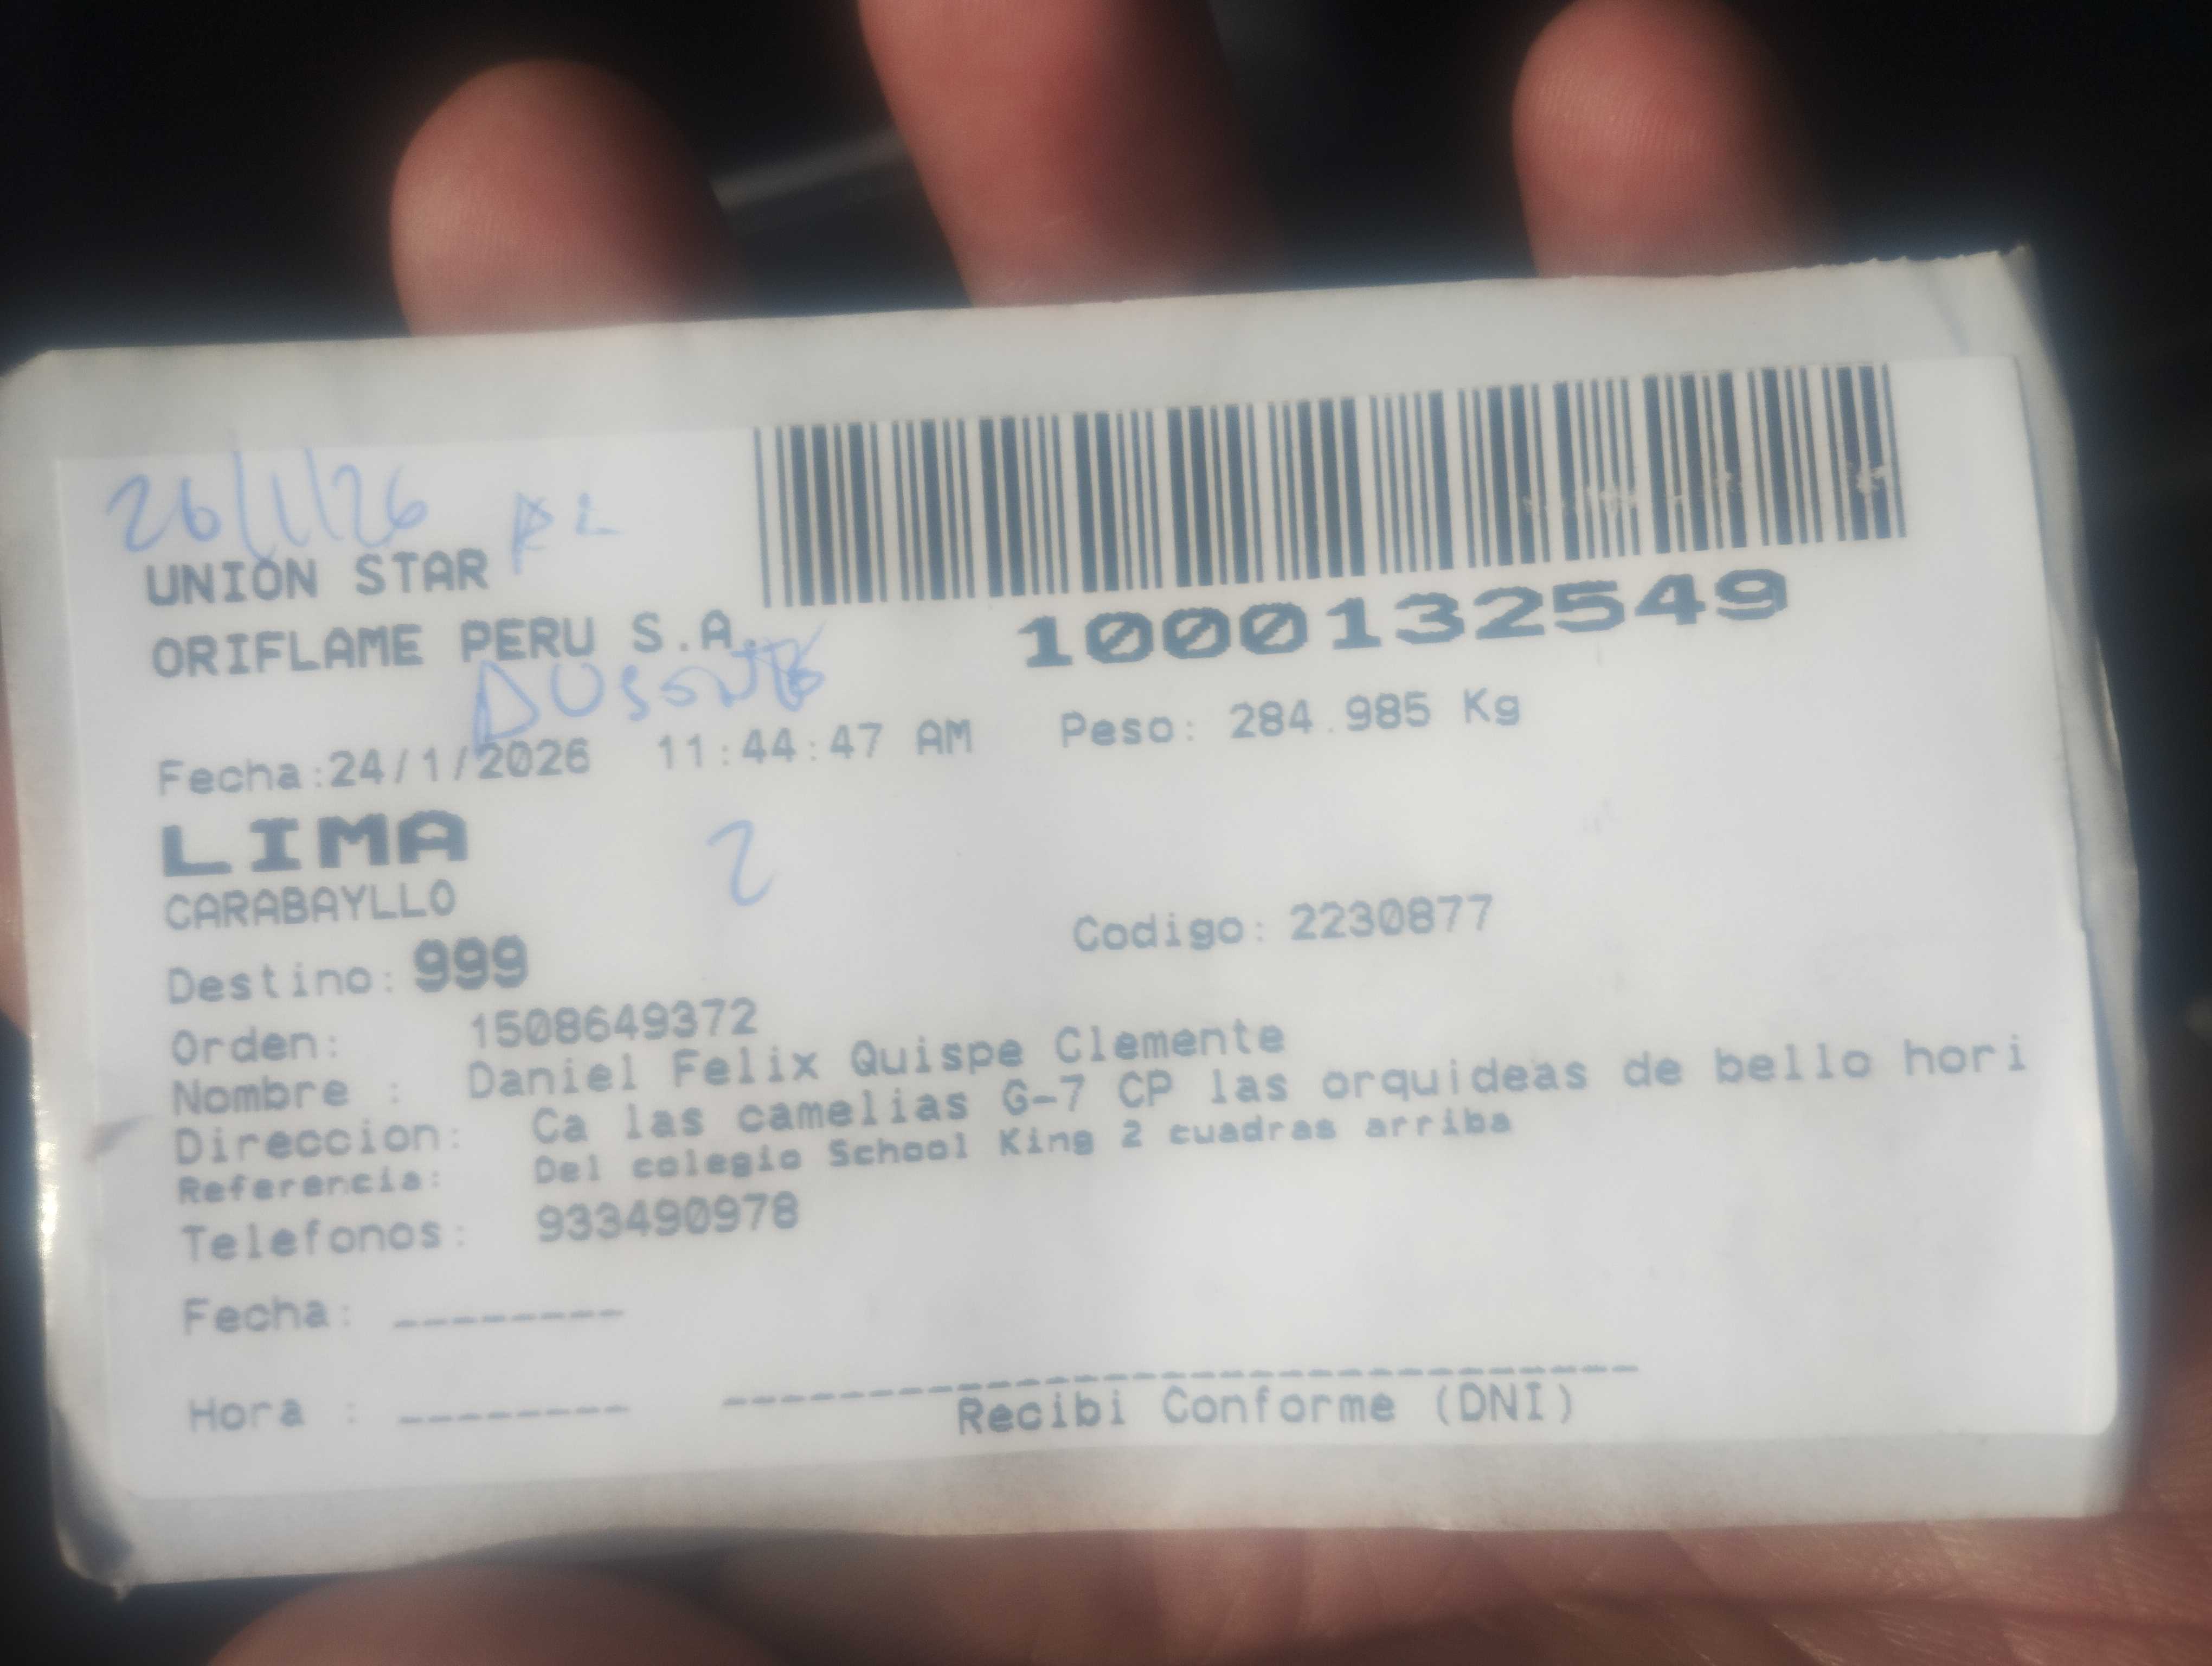 26/1/26
UNION STAR
ORIFLAME PERU S.A.
1000132549
Fecha:24/1/2026 11:44:47 AM Peso: 284.985 Kg
LIMA
2
CARABAYLLO
Destino: 999 Codigo: 2230877
Orden: 1508649372
Nombre : Daniel Felix Quispe Clemente
Direccion: Ca las camelias G-7 CP las orquideas de bello hori
Referencia: Del colegio School King 2 cuadras arriba
Telefonos: 933490978
Fecha: --------
Hora : --------
Recibi Conforme (DNI)